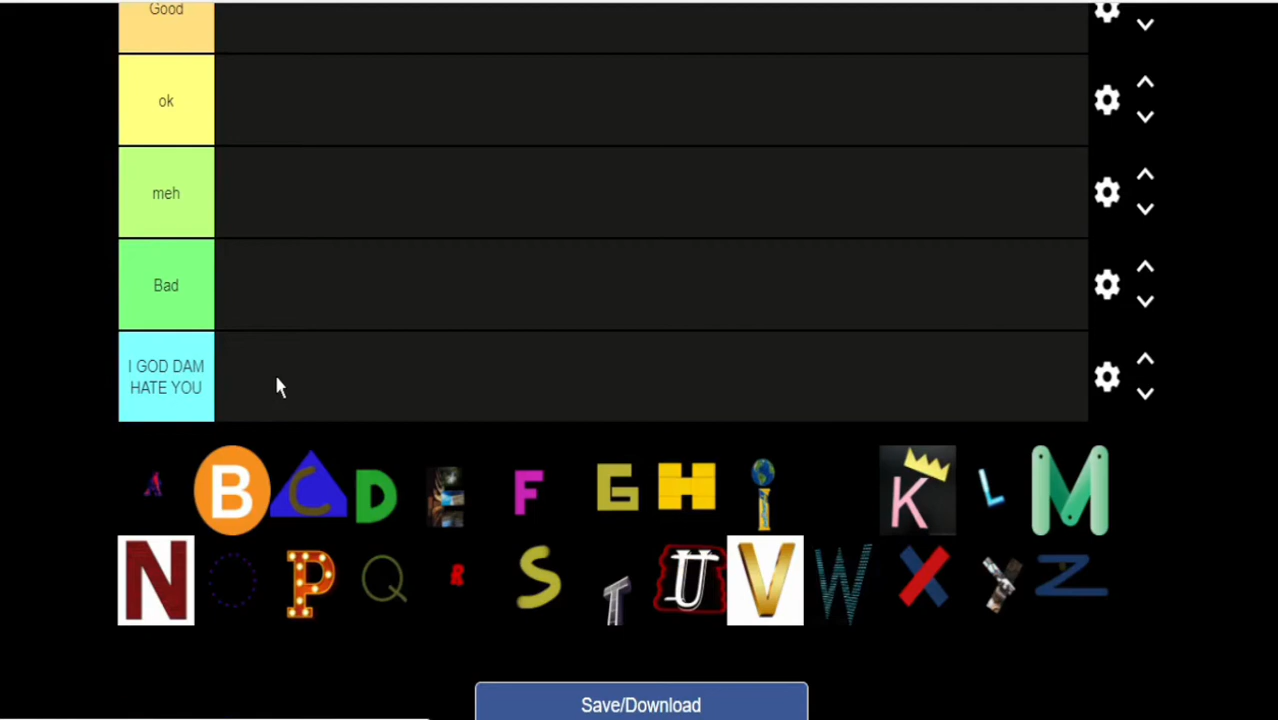 Good
ok
meh
Bad
I GOD DAM
HATE YOU
A B C D E F G H i K L M
N O P Q R S T U V W X Y Z
Save/Download